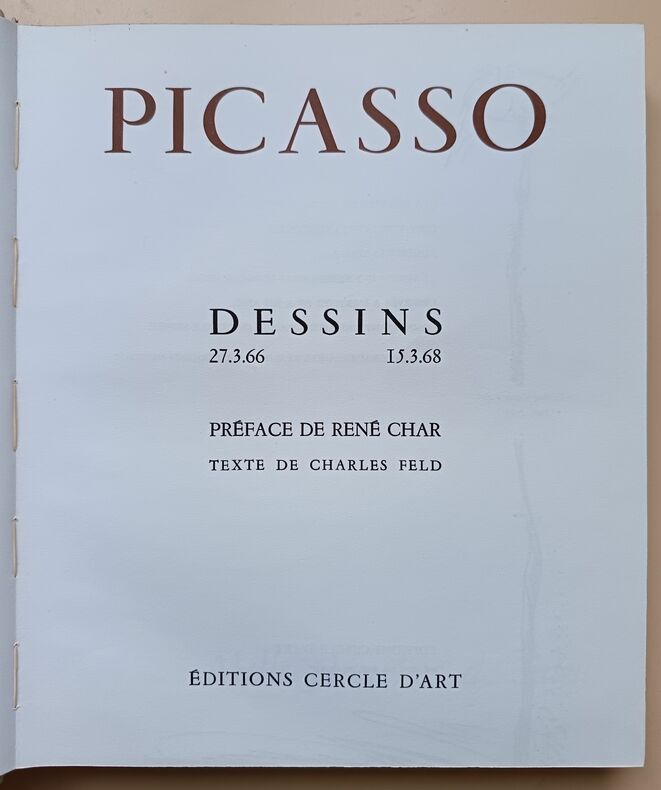 PICASSO
DESSINS
27.3.66 15.3.68
PRÉFACE DE RENÉ CHAR
TEXTE DE CHARLES FELD
ÉDITIONS CERCLE D'ART